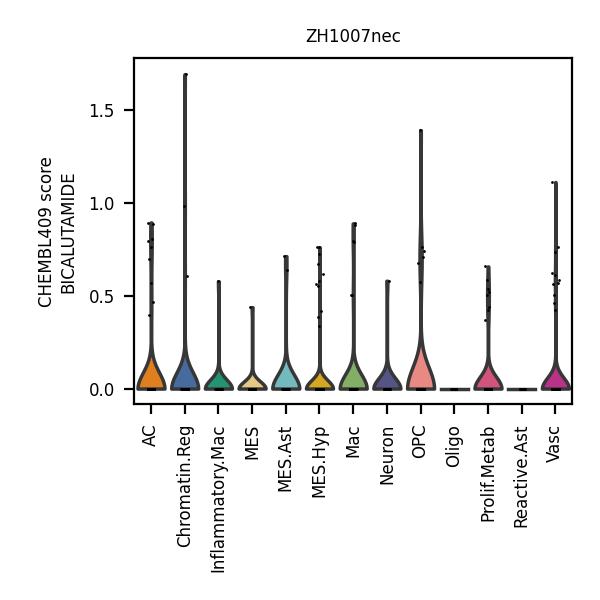 ZH1007nec
CHEMBL409 score
BICALUTAMIDE
1.5
1.0
0.5
0.0
AC
Chromatin.Reg
Inflammatory.Mac
MES
MES.Ast
MES.Hyp
Mac
Neuron
OPC
Oligo
Prolif.Metab
Reactive.Ast
Vasc